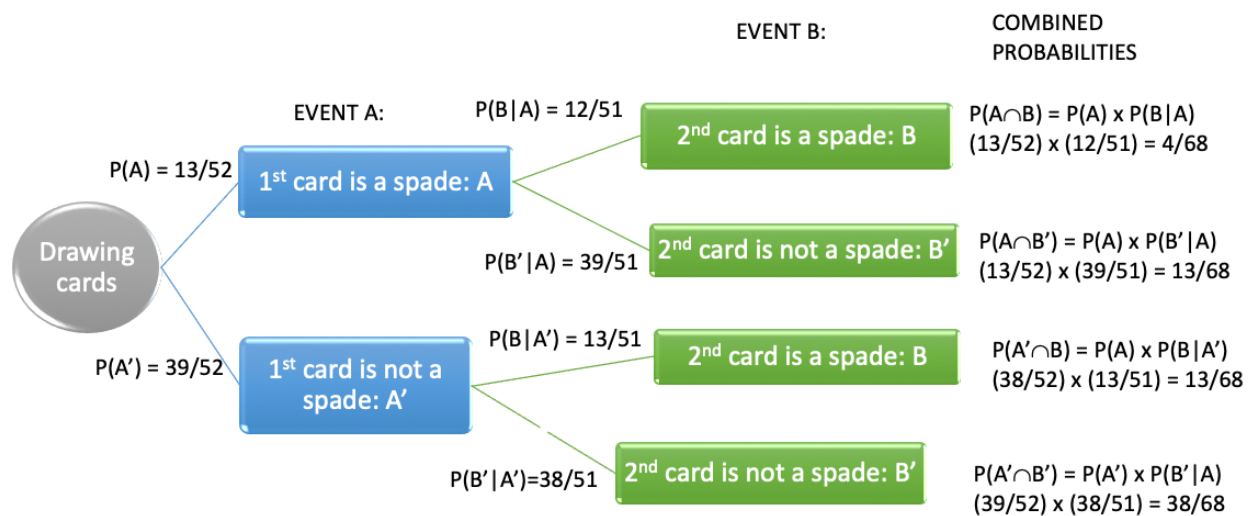 EVENT B:
COMBINED
PROBABILITIES
EVENT A:
P(B|A) = 12/51
2nd card is a spade: B
P(A∩B) = P(A) x P(B|A)
(13/52) x (12/51) = 4/68
P(A) = 13/52
1st card is a spade: A
Drawing
cards
P(B'|A) = 39/51
2nd card is not a spade: B'
P(A∩B') = P(A) x P(B'|A)
(13/52) x (39/51) = 13/68
P(A') = 39/52
1st card is not a
spade: A'
P(B|A') = 13/51
2nd card is a spade: B
P(A'∩B) = P(A) x P(B|A')
(38/52) x (13/51) = 13/68
P(B'|A')=38/51
2nd card is not a spade: B'
P(A'∩B') = P(A') x P(B'|A)
(39/52) x (38/51) = 38/68